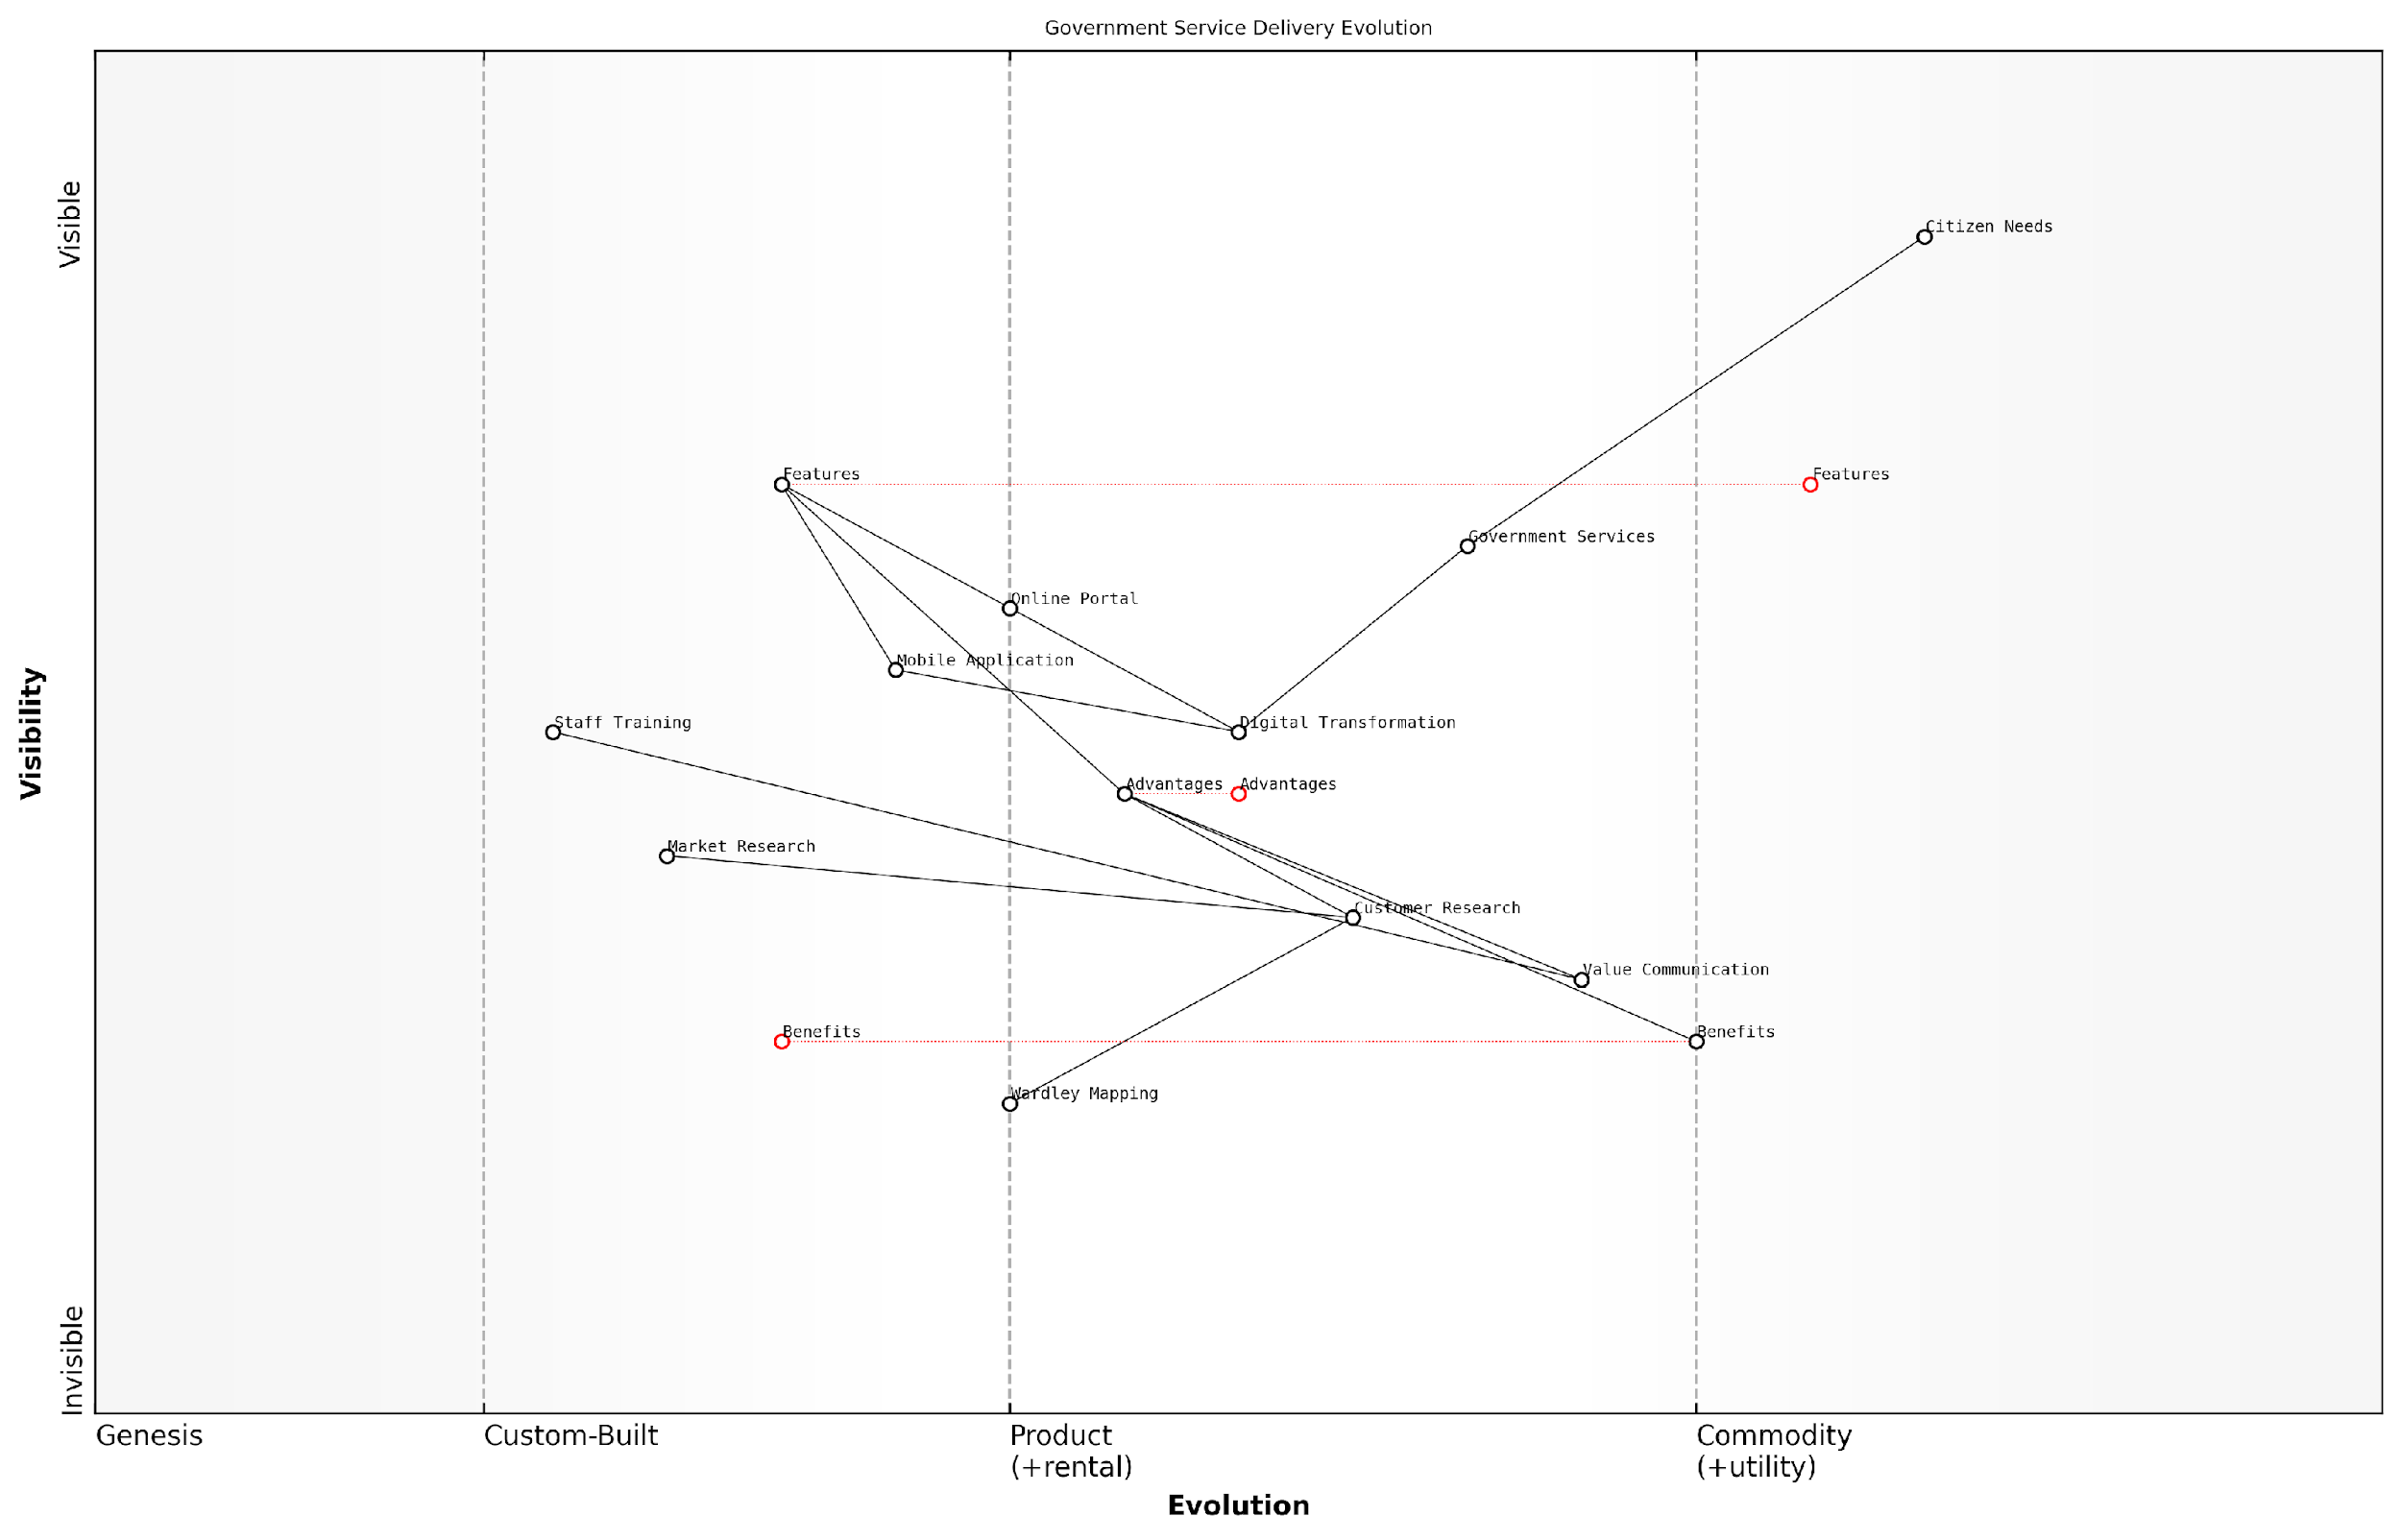 Government Service Delivery Evolution
Visible
Citizen Needs
Features
Features
Government Services
Online Portal
Mobile Application
Staff Training
Digital Transformation
Visibility
Advantages
Advantages
Market Research
Customer Research
Value Communication
Benefits
Benefits
Wardley Mapping
Invisible
Genesis
Custom-Built
Product
(+rental)
Commodity
(+utility)
Evolution